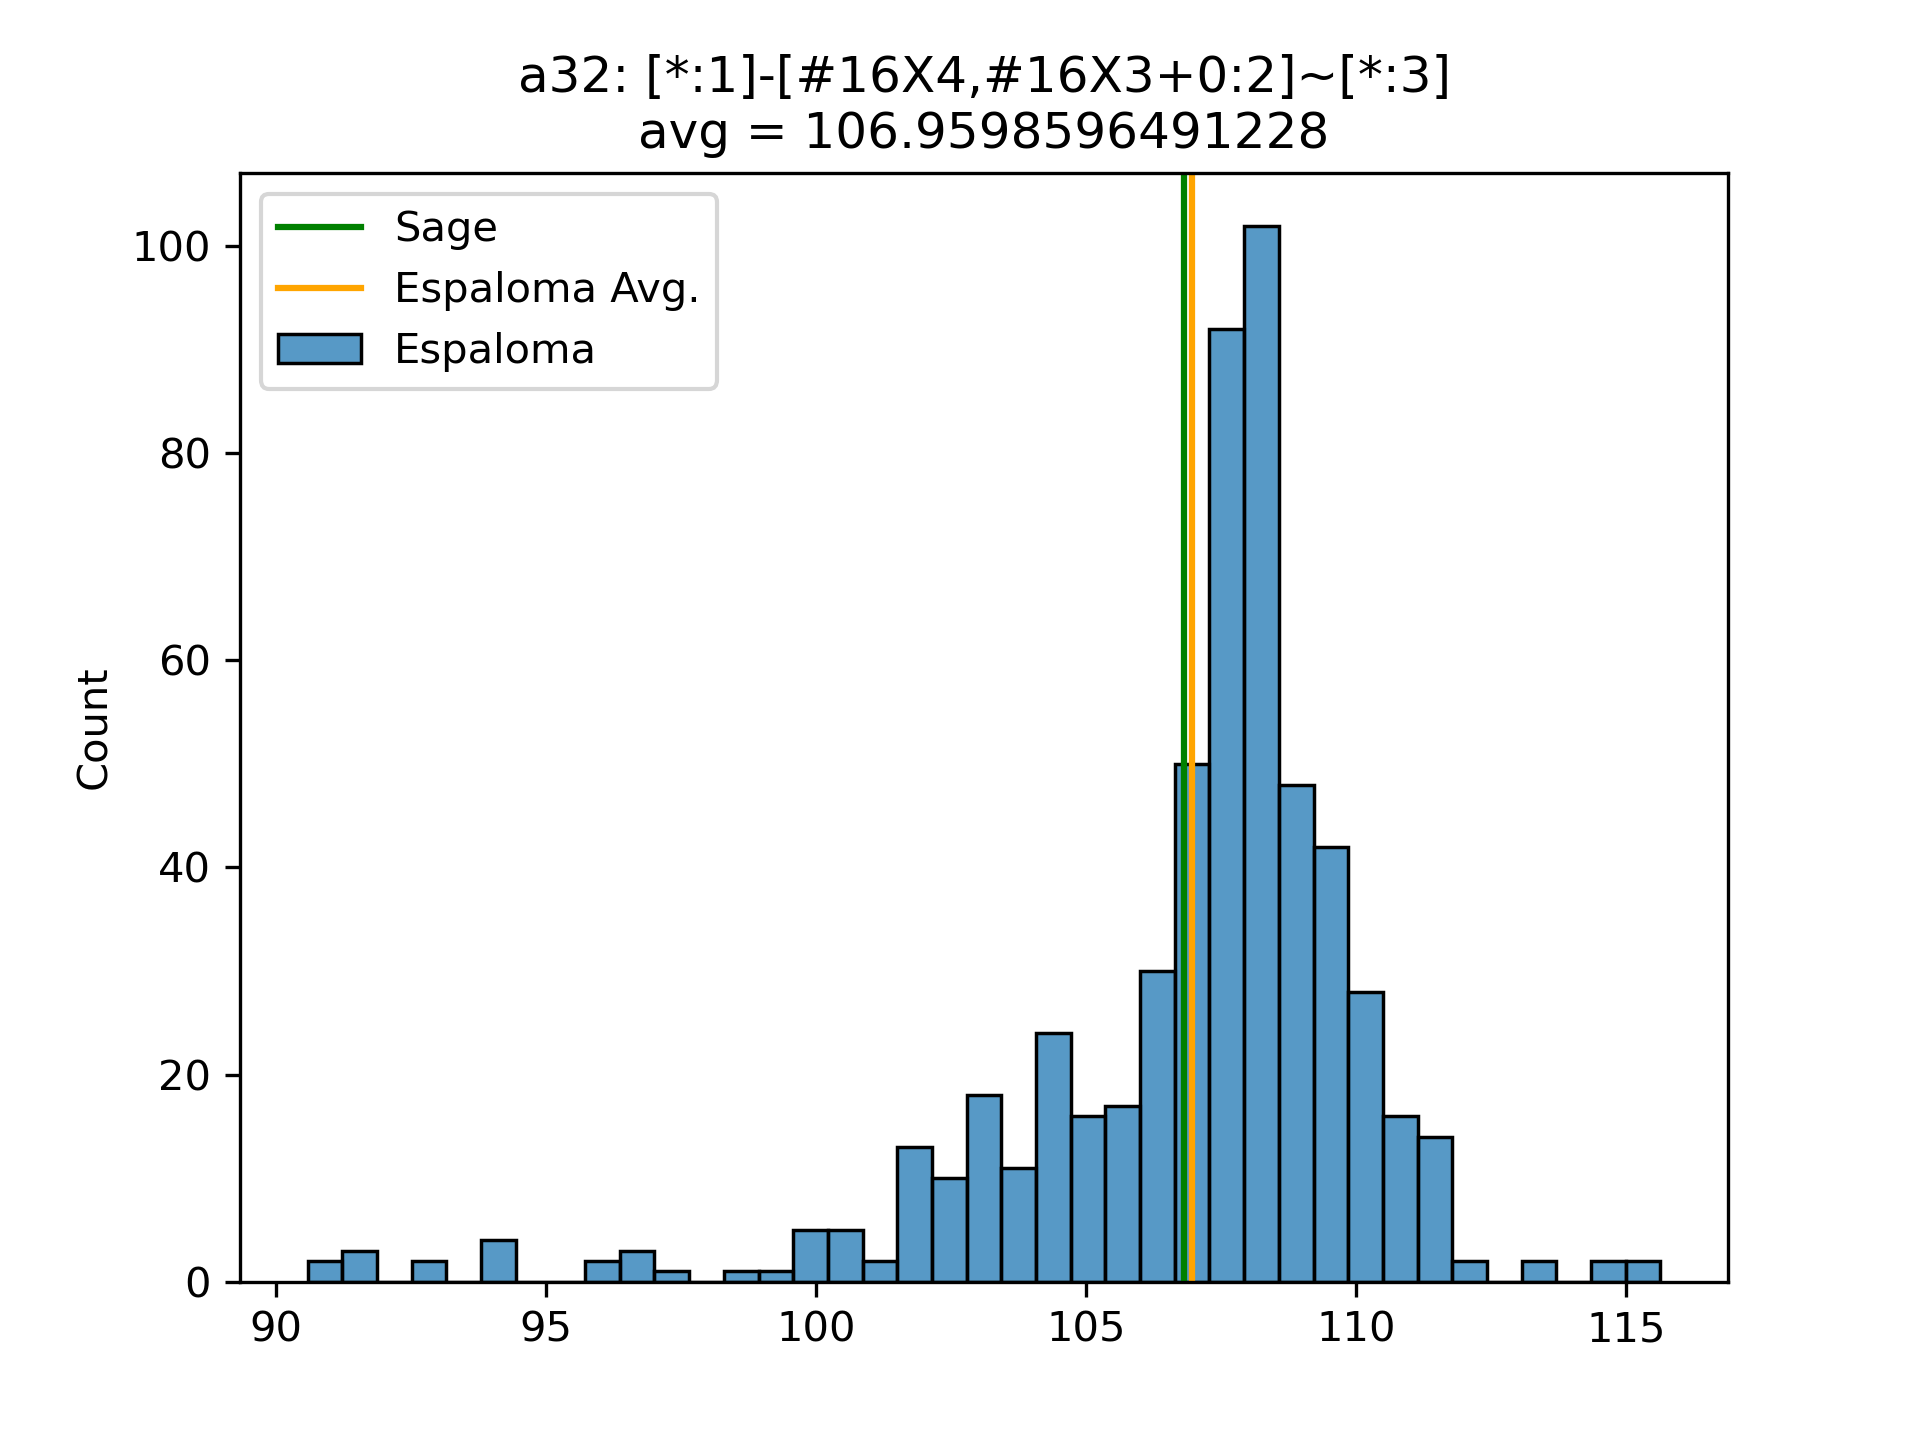 a32: [*:1]-[#16X4,#16X3+0:2]~[*:3]
avg = 106.9598596491228
Sage
Espaloma Avg.
Espaloma
Count
100
80
60
40
20
0
90 95 100 105 110 115